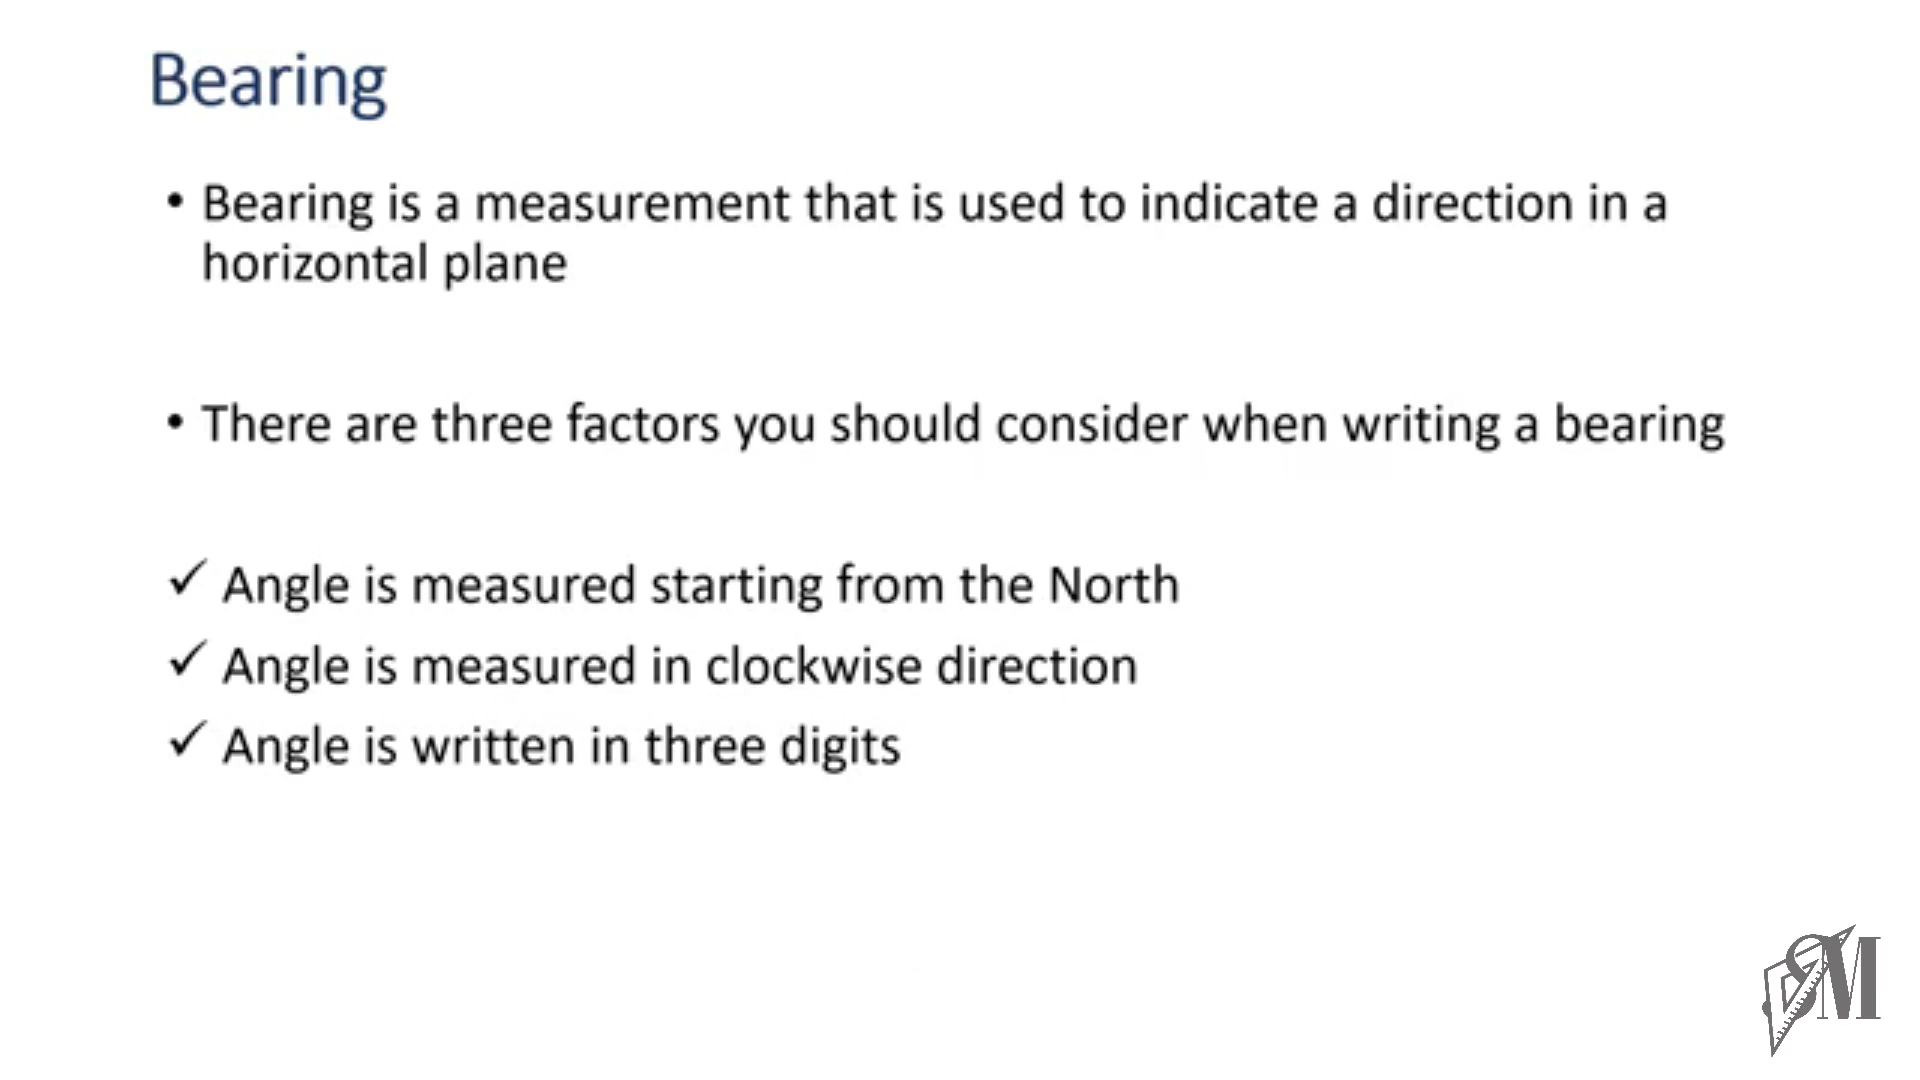 Bearing
• Bearing is a measurement that is used to indicate a direction in a
horizontal plane
• There are three factors you should consider when writing a bearing
✓ Angle is measured starting from the North
✓ Angle is measured in clockwise direction
✓ Angle is written in three digits
SM